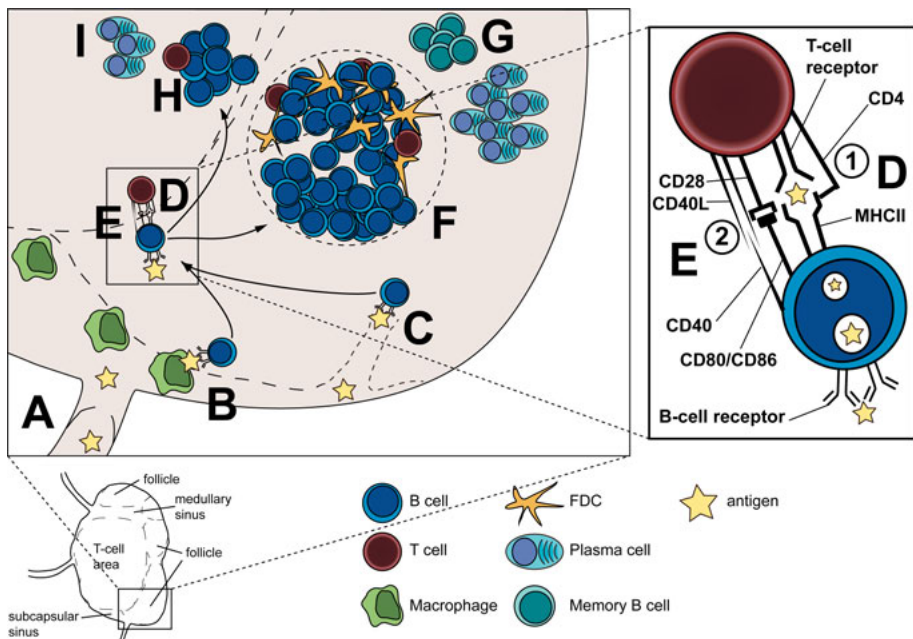 I
H
G
D
E
F
C
A
B
T-cell
receptor
CD4
1
D
CD28
CD40L
2
MHCII
E
CD40
CD80/CD86
B-cell receptor
follicle
medullary
sinus
T-cell
area
follicle
subcapsular
sinus
B cell
FDC
antigen
T cell
Plasma cell
Macrophage
Memory B cell